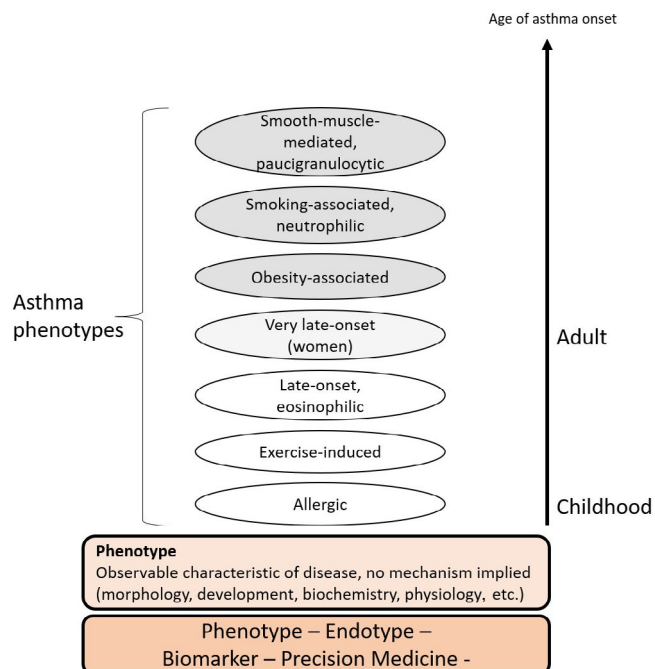 Age of asthma onset
Smooth-muscle-
mediated,
paucigranulocytic
Smoking-associated,
neutrophilic
Obesity-associated
Asthma
phenotypes
Very late-onset
(women)
Adult
Late-onset,
eosinophilic
Exercise-induced
Allergic
Childhood
Phenotype
Observable characteristic of disease, no mechanism implied
(morphology, development, biochemistry, physiology, etc.)
Phenotype – Endotype –
Biomarker – Precision Medicine -